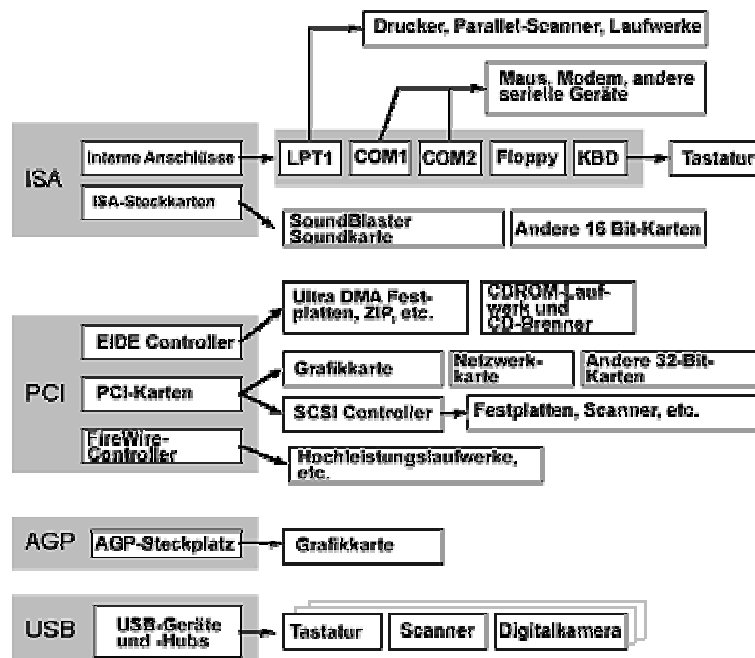 Drucker, Parallel-Scanner, Laufwerke
Maus, Modem, andere
serielle Geräte
ISA
Interne Anschlüsse
LPT1
COM1
COM2
Floppy
KBD
Tastatur
ISA-Steckkarten
SoundBlaster
Soundkarte
Andere 16 Bit-Karten
PCI
EIDE Controller
Ultra DMA Fest-
platten, ZIP, etc.
CDROM-Lauf-
werk und
CD-Brenner
PCI-Karten
Grafikkarte
Netzwerk-
karte
Andere 32-Bit-
Karten
SCSI Controller
Festplatten, Scanner, etc.
FireWire-
Controller
Hochleistungslaufwerke,
etc.
AGP
AGP-Steckplatz
Grafikkarte
USB
USB-Geräte
und -Hubs
Tastatur
Scanner
Digitalkamera